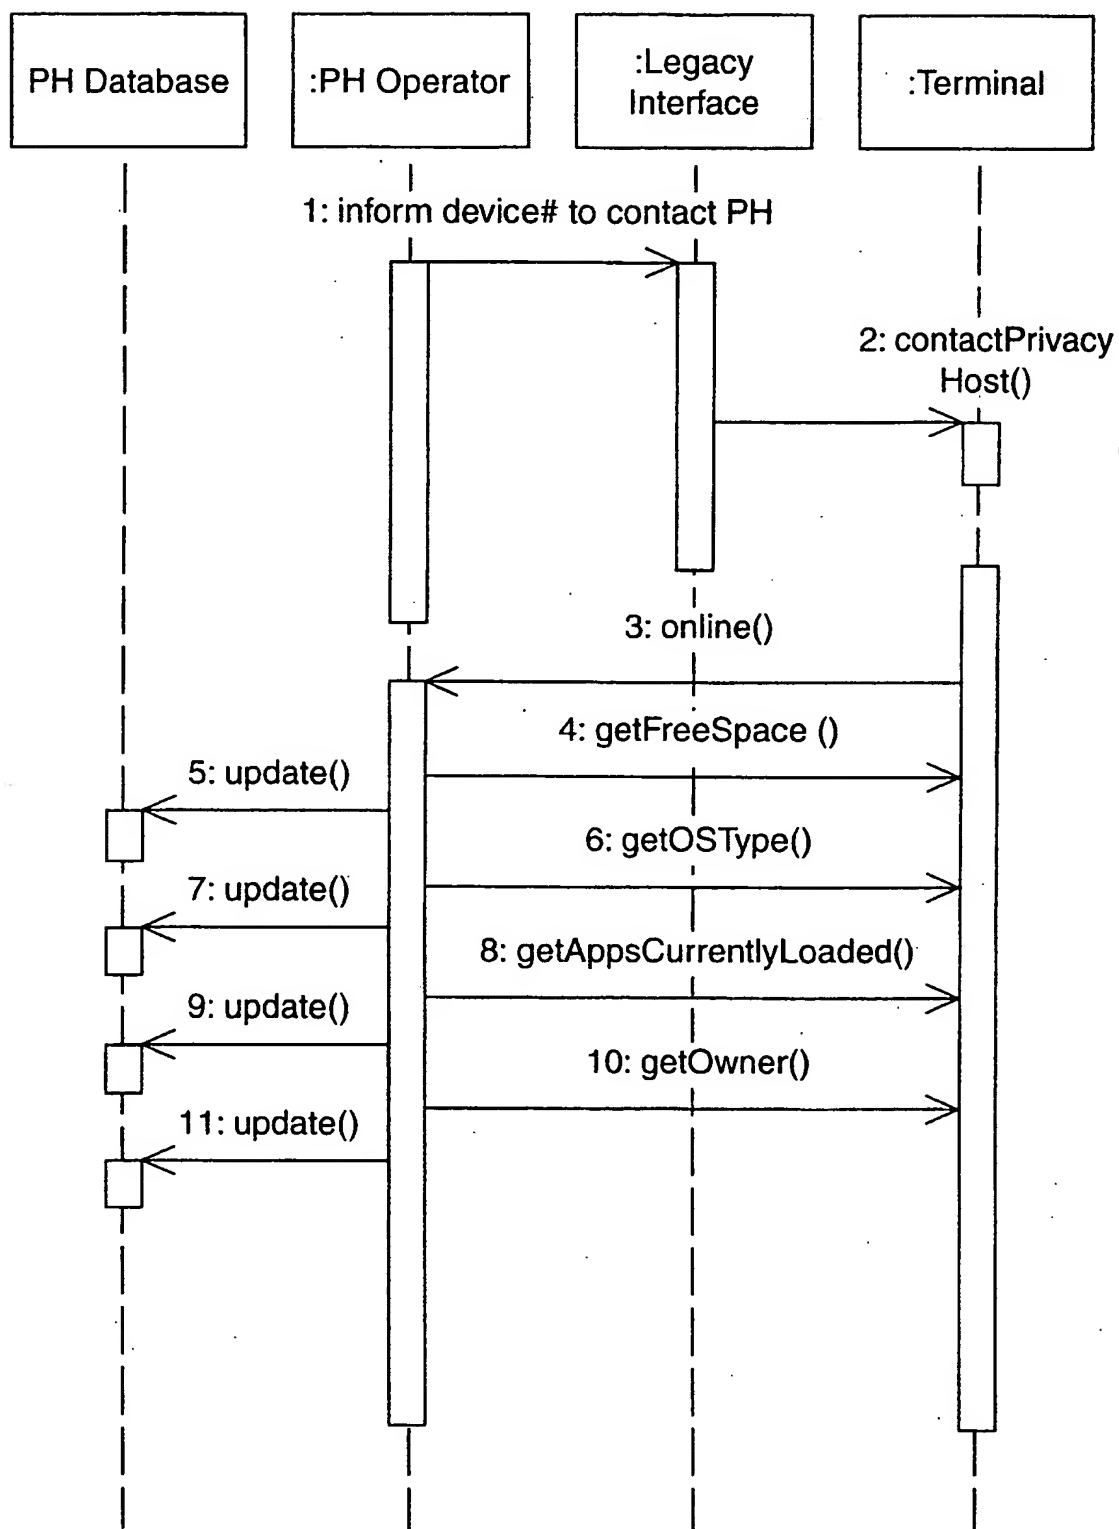 PH Database
:PH Operator
:Legacy
Interface
:Terminal
1: inform device# to contact PH
2: contactPrivacy
Host()
3: online()
4: getFreeSpace ()
5: update()
6: getOSType()
7: update()
8: getAppsCurrentlyLoaded()
9: update()
10: getOwner()
11: update()